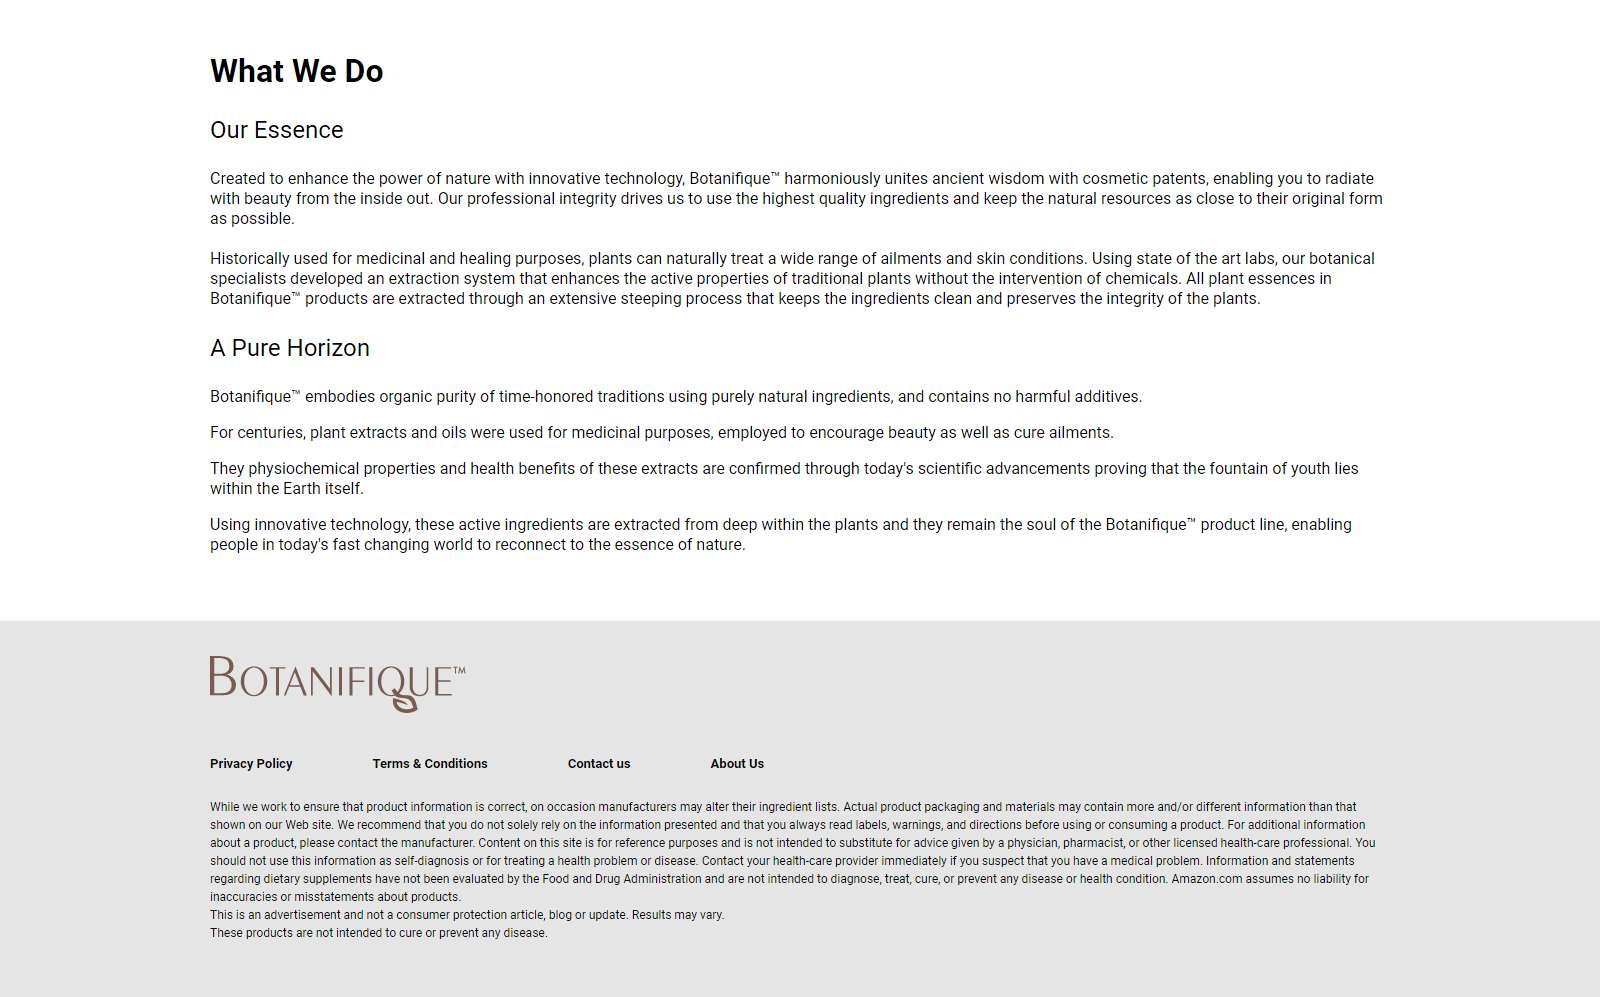 What We Do
Our Essence
Created to enhance the power of nature with innovative technology, Botanifique™ harmoniously unites ancient wisdom with cosmetic patents, enabling you to radiate
with beauty from the inside out. Our professional integrity drives us to use the highest quality ingredients and keep the natural resources as close to their original form
as possible.
Historically used for medicinal and healing purposes, plants can naturally treat a wide range of ailments and skin conditions. Using state of the art labs, our botanical
specialists developed an extraction system that enhances the active properties of traditional plants without the intervention of chemicals. All plant essences in
Botanifique™ products are extracted through an extensive steeping process that keeps the ingredients clean and preserves the integrity of the plants.
A Pure Horizon
Botanifique™ embodies organic purity of time-honored traditions using purely natural ingredients, and contains no harmful additives.
For centuries, plant extracts and oils were used for medicinal purposes, employed to encourage beauty as well as cure ailments.
They physiochemical properties and health benefits of these extracts are confirmed through today's scientific advancements proving that the fountain of youth lies
within the Earth itself.
Using innovative technology, these active ingredients are extracted from deep within the plants and they remain the soul of the Botanifique™ product line, enabling
people in today's fast changing world to reconnect to the essence of nature.
BOTANIFIQUE™
Privacy Policy Terms & Conditions Contact us About Us
While we work to ensure that product information is correct, on occasion manufacturers may alter their ingredient lists. Actual product packaging and materials may contain more and/or different information than that
shown on our Web site. We recommend that you do not solely rely on the information presented and that you always read labels, warnings, and directions before using or consuming a product. For additional information
about a product, please contact the manufacturer. Content on this site is for reference purposes and is not intended to substitute for advice given by a physician, pharmacist, or other licensed health-care professional. You
should not use this information as self-diagnosis or for treating a health problem or disease. Contact your health-care provider immediately if you suspect that you have a medical problem. Information and statements
regarding dietary supplements have not been evaluated by the Food and Drug Administration and are not intended to diagnose, treat, cure, or prevent any disease or health condition. Amazon.com assumes no liability for
inaccuracies or misstatements about products.
This is an advertisement and not a consumer protection article, blog or update. Results may vary.
These products are not intended to cure or prevent any disease.